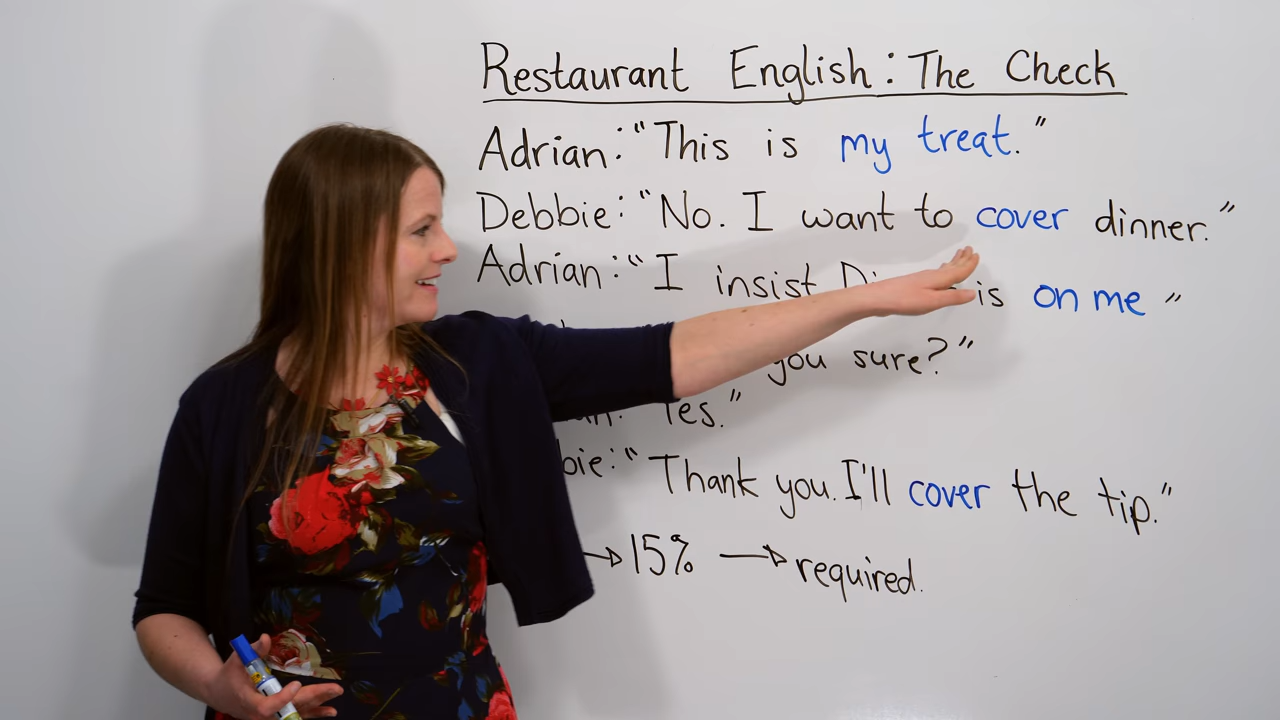 Restaurant English: The Check
Adrian: "This is my treat."
Debbie: "No. I want to cover dinner."
Adrian: "I insist is on me"
you sure?"
Yes."
Thank you. I'll cover the tip."
→ 15% → required.